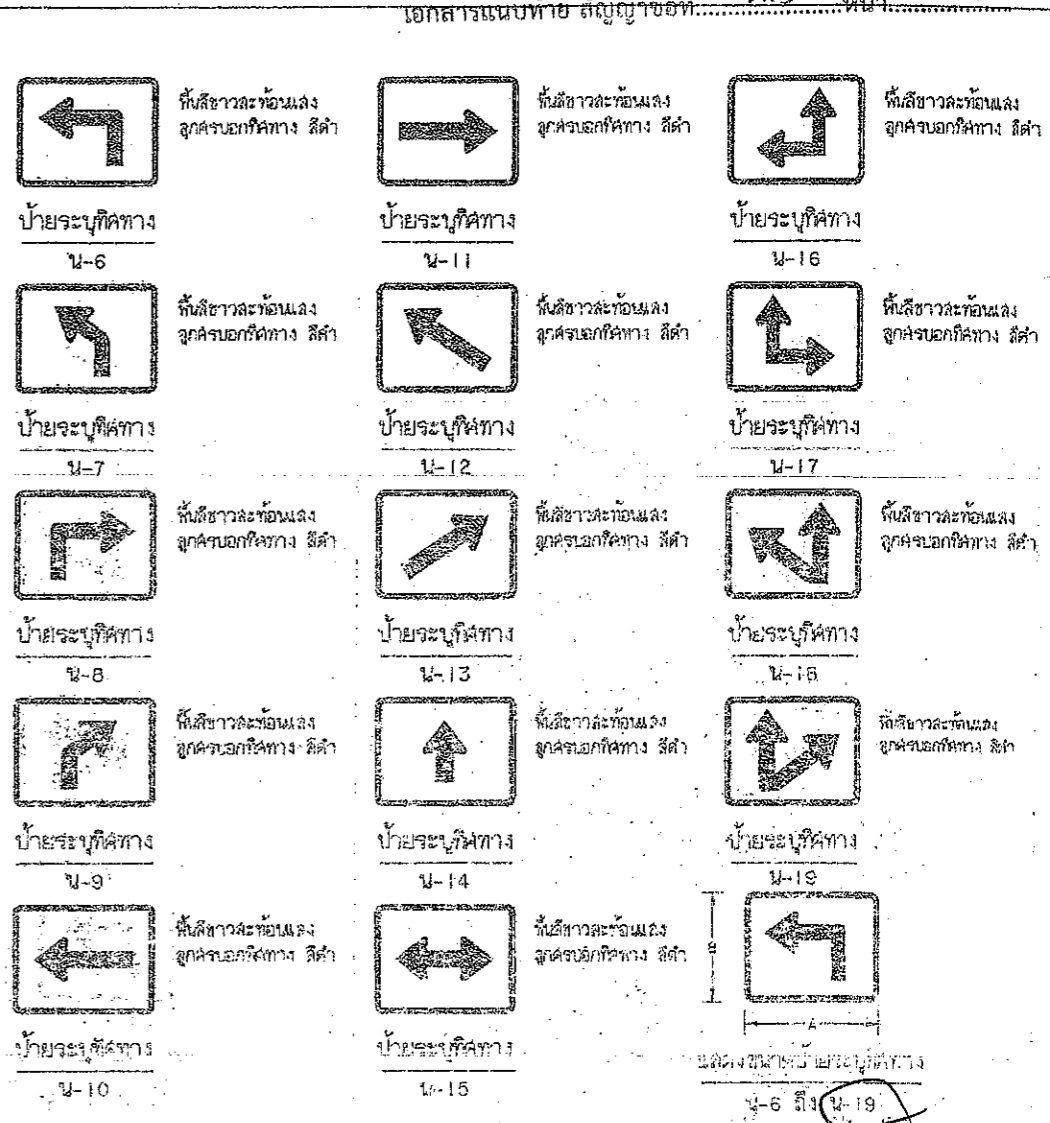 เอกสารแนบท้าย สัญญาซื้อที่..........................หน้า....................
พื้นสีขาวสะท้อนแสง
ลูกศรบอกทิศทาง สีดำ
ป้ายระบุทิศทาง
น-6
พื้นสีขาวสะท้อนแสง
ลูกศรบอกทิศทาง สีดำ
ป้ายระบุทิศทาง
น-11
พื้นสีขาวสะท้อนแสง
ลูกศรบอกทิศทาง สีดำ
ป้ายระบุทิศทาง
น-16
พื้นสีขาวสะท้อนแสง
ลูกศรบอกทิศทาง สีดำ
ป้ายระบุทิศทาง
น-7
พื้นสีขาวสะท้อนแสง
ลูกศรบอกทิศทาง สีดำ
ป้ายระบุทิศทาง
น-12
พื้นสีขาวสะท้อนแสง
ลูกศรบอกทิศทาง สีดำ
ป้ายระบุทิศทาง
น-17
พื้นสีขาวสะท้อนแสง
ลูกศรบอกทิศทาง สีดำ
ป้ายระบุทิศทาง
น-8
พื้นสีขาวสะท้อนแสง
ลูกศรบอกทิศทาง สีดำ
ป้ายระบุทิศทาง
น-13
พื้นสีขาวสะท้อนแสง
ลูกศรบอกทิศทาง สีดำ
ป้ายระบุทิศทาง
น-18
พื้นสีขาวสะท้อนแสง
ลูกศรบอกทิศทาง สีดำ
ป้ายระบุทิศทาง
น-9
พื้นสีขาวสะท้อนแสง
ลูกศรบอกทิศทาง สีดำ
ป้ายระบุทิศทาง
น-14
พื้นสีขาวสะท้อนแสง
ลูกศรบอกทิศทาง สีดำ
ป้ายระบุทิศทาง
น-19
พื้นสีขาวสะท้อนแสง
ลูกศรบอกทิศทาง สีดำ
ป้ายระบุทิศทาง
น-10
พื้นสีขาวสะท้อนแสง
ลูกศรบอกทิศทาง สีดำ
ป้ายระบุทิศทาง
น-15
A
แสดงขนาดป้ายระบุทิศทาง
น-6 ถึง น-19